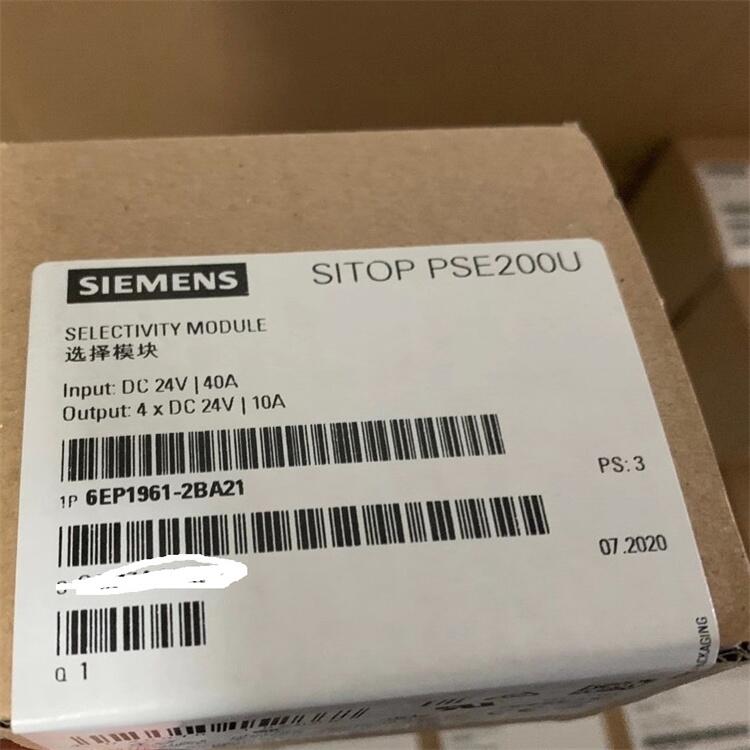 SIEMENS
SITOP PSE200U
SELECTIVITY MODULE
选择模块
Input: DC 24V | 40A
Output: 4 x DC 24V | 10A
1P 6EP1961-2BA21
PS: 3
S
07.2020
Q 1